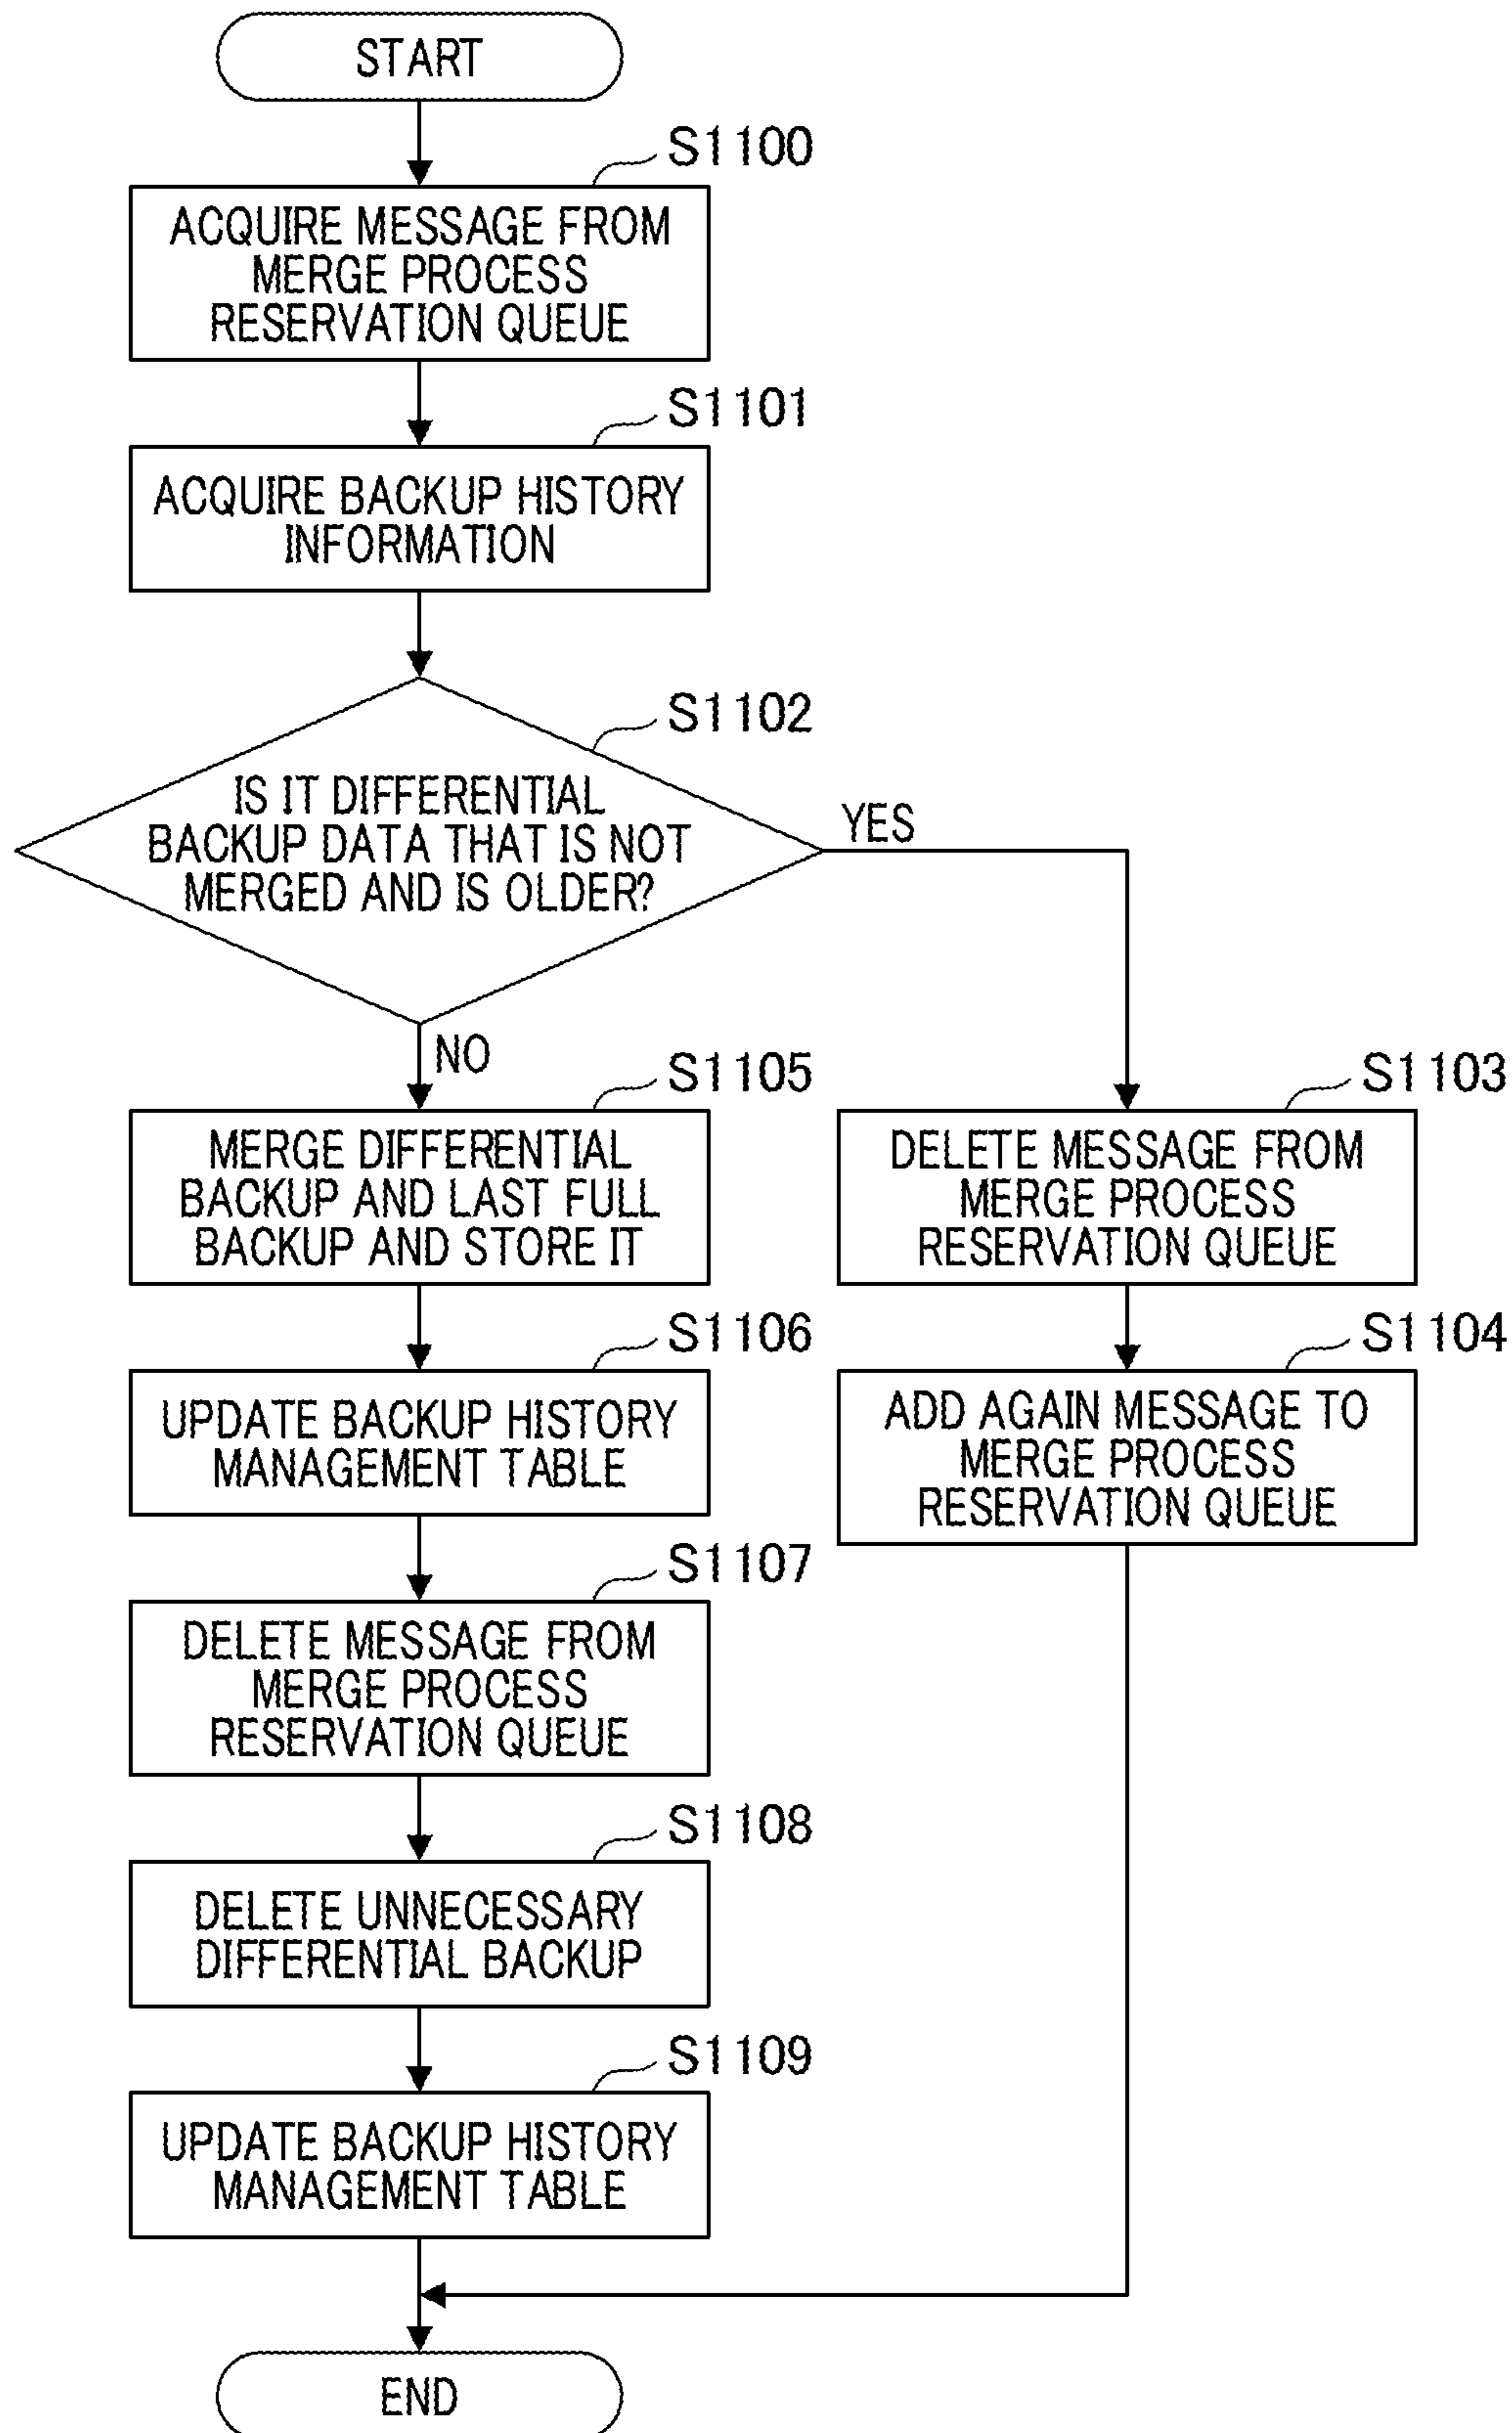 START
S1100
ACQUIRE MESSAGE FROM
MERGE PROCESS
RESERVATION QUEUE
S1101
ACQUIRE BACKUP HISTORY
INFORMATION
S1102
IS IT DIFFERENTIAL
BACKUP DATA THAT IS NOT
MERGED AND IS OLDER?
YES
NO
S1105
MERGE DIFFERENTIAL
BACKUP AND LAST FULL
BACKUP AND STORE IT
S1103
DELETE MESSAGE FROM
MERGE PROCESS
RESERVATION QUEUE
S1106
UPDATE BACKUP HISTORY
MANAGEMENT TABLE
S1104
ADD AGAIN MESSAGE TO
MERGE PROCESS
RESERVATION QUEUE
S1107
DELETE MESSAGE FROM
MERGE PROCESS
RESERVATION QUEUE
S1108
DELETE UNNECESSARY
DIFFERENTIAL BACKUP
S1109
UPDATE BACKUP HISTORY
MANAGEMENT TABLE
END